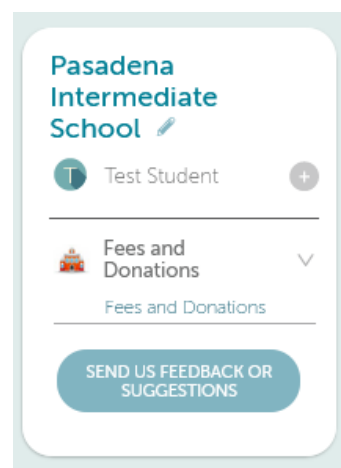 Pasadena
Intermediate
School
T
Test Student
Fees and
Donations
Fees and Donations
SEND US FEEDBACK OR
SUGGESTIONS